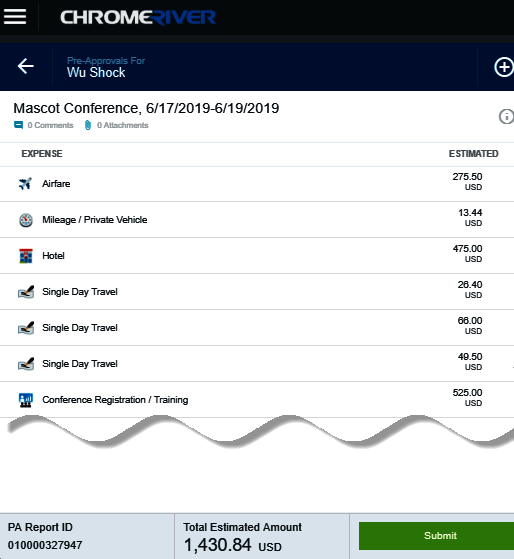 CHROMERIVER
Pre-Approvals For
Wu Shock
Mascot Conference, 6/17/2019-6/19/2019
0 Comments 0 Attachments
EXPENSE ESTIMATED
Airfare 275.50
USD
Mileage / Private Vehicle 13.44
USD
Hotel 475.00
USD
Single Day Travel 26.40
USD
Single Day Travel 66.00
USD
Single Day Travel 49.50
USD
Conference Registration / Training 525.00
USD
PA Report ID Total Estimated Amount
010000327947 1,430.84 USD
Submit